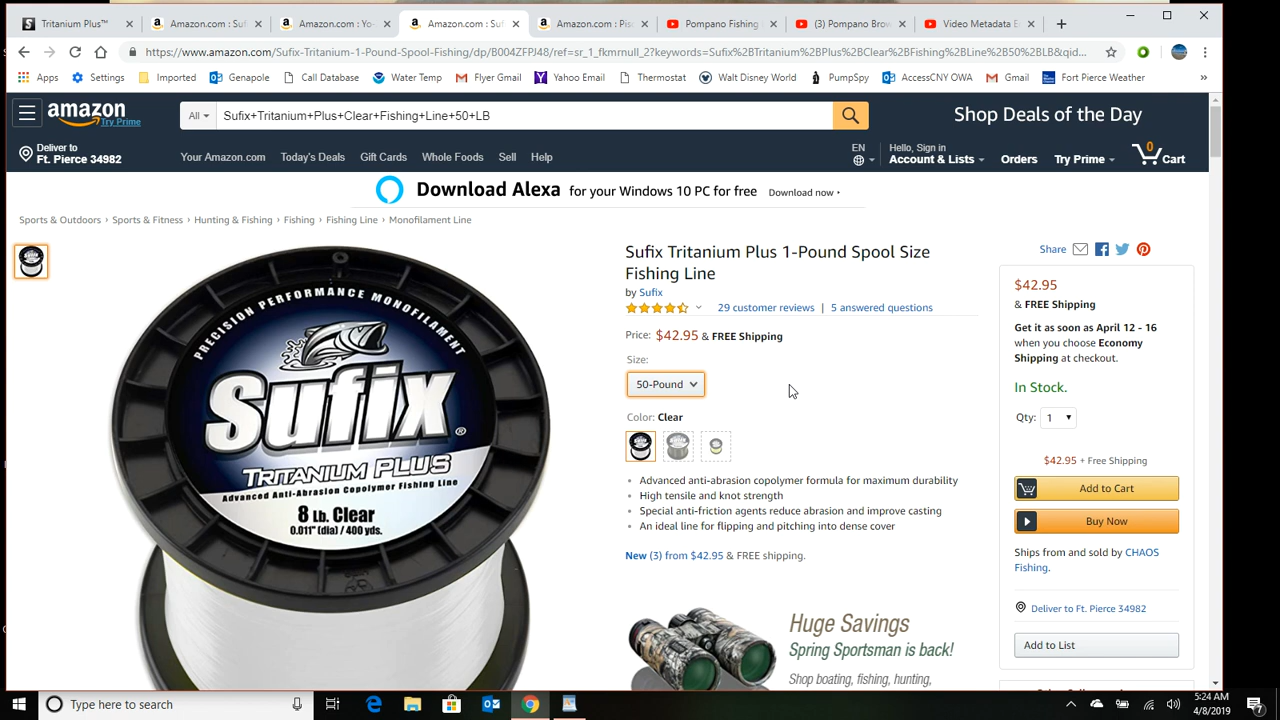 Tritanium Plus™
Amazon.com : Sufi
Amazon.com : Yo-
Amazon.com : Suf
Amazon.com : Pisc
Pompano Fishing
(3) Pompano Brow
Video Metadata E
https://www.amazon.com/Sufix-Tritanium-1-Pound-Spool-Fishing/dp/B004ZFPJ48/ref=sr_1_fkmrnull_2?keywords=Sufix%2BTritanium%2BPlus%2BClear%2BFishing%2BLine%2B50%2BLB&qid...
Apps
Settings
Imported
Genapole
Call Database
Water Temp
Flyer Gmail
Yahoo Email
Thermostat
Walt Disney World
PumpSpy
AccessCNY OWA
Gmail
Fort Pierce Weather
»
amazon
Try Prime
All
Sufix+Tritanium+Plus+Clear+Fishing+Line+50+LB
Shop Deals of the Day
Deliver to
Ft. Pierce 34982
Your Amazon.com
Today's Deals
Gift Cards
Whole Foods
Sell
Help
EN
Hello, Sign in
Account & Lists
Orders
Try Prime
0
Cart
Download Alexa for your Windows 10 PC for free Download now ›
Sports & Outdoors › Sports & Fitness › Hunting & Fishing › Fishing › Fishing Line › Monofilament Line
PRECISION PERFORMANCE MONOFILAMENT
Sufix®
TRITANIUM PLUS
Advanced Anti-Abrasion Copolymer Fishing Line
8 Lb. Clear
0.011" (dia) / 400 yds.
Sufix Tritanium Plus 1-Pound Spool Size
Fishing Line
by Sufix
29 customer reviews | 5 answered questions
Price: $42.95 & FREE Shipping
Size:
50-Pound
Color: Clear
• Advanced anti-abrasion copolymer formula for maximum durability
• High tensile and knot strength
• Special anti-friction agents reduce abrasion and improve casting
• An ideal line for flipping and pitching into dense cover
New (3) from $42.95 & FREE shipping.
Huge Savings
Spring Sportsman is back!
Shop boating, fishing, hunting,
Share
$42.95
& FREE Shipping
Get it as soon as April 12 - 16
when you choose Economy
Shipping at checkout.
In Stock.
Qty: 1
$42.95 + Free Shipping
Add to Cart
Buy Now
Ships from and sold by CHAOS
Fishing.
Deliver to Ft. Pierce 34982
Add to List
Type here to search
5:24 AM
4/8/2019
7